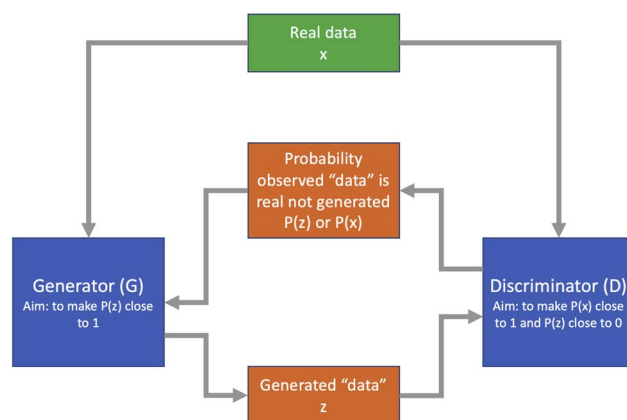 Real data
x
Probability
observed “data” is
real not generated
P(z) or P(x)
Generator (G)
Aim: to make P(z) close
to 1
Discriminator (D)
Aim: to make P(x) close
to 1 and P(z) close to 0
Generated “data”
z